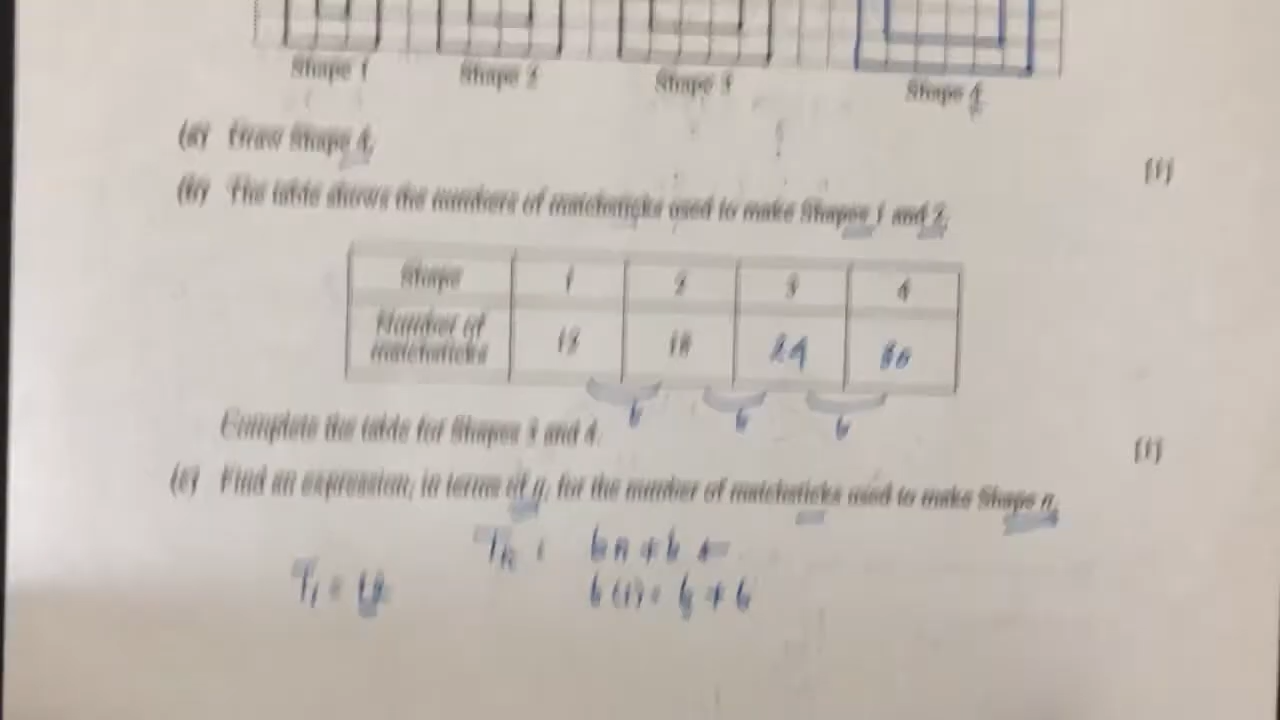 Shape 1 Shape 2 Shape 3 Shape 4
(a) Draw Shape 4. [1]
(b) The table shows the numbers of matchsticks used to make Shapes 1 and 2.
Shape 1 2 3 4
Number of matchsticks 12 18 24 30
6 6 6
Complete the table for Shapes 3 and 4. [1]
(c) Find an expression, in terms of n, for the number of matchsticks used to make Shape n.
Tn = 6n + 6
T1 = 12 6(1) = 6 + 6